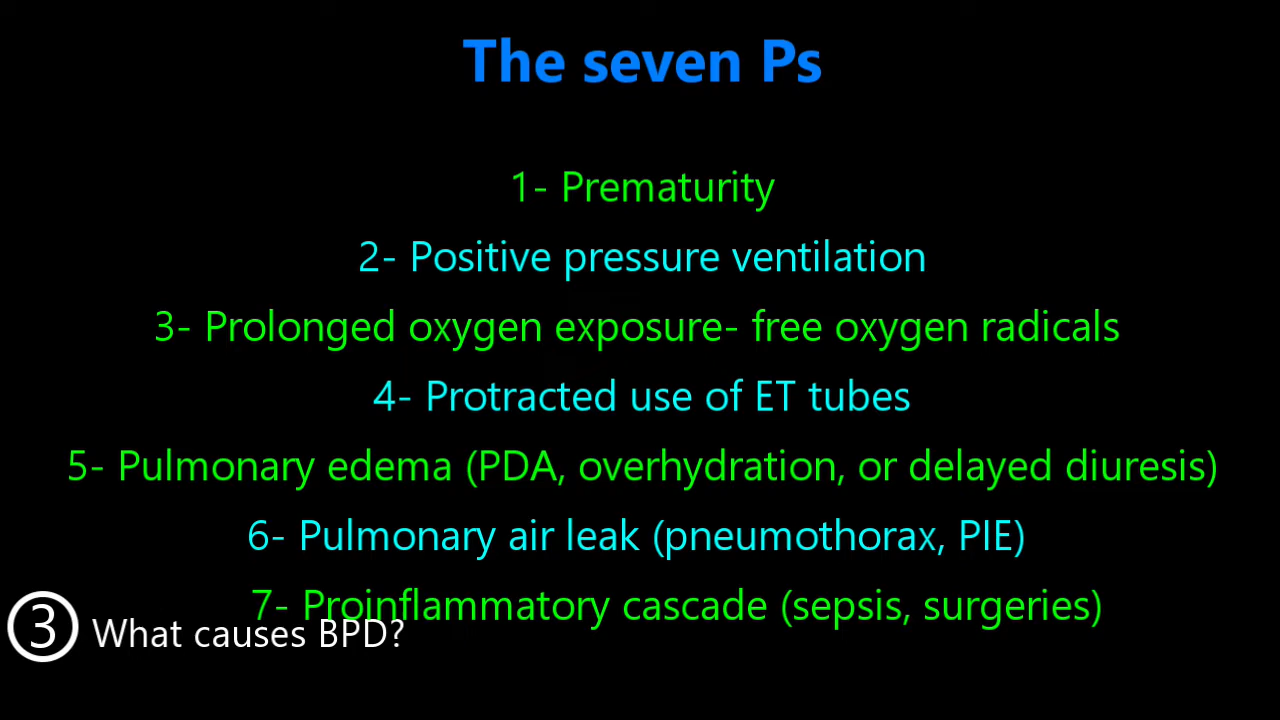 The seven Ps
1- Prematurity
2- Positive pressure ventilation
3- Prolonged oxygen exposure- free oxygen radicals
4- Protracted use of ET tubes
5- Pulmonary edema (PDA, overhydration, or delayed diuresis)
6- Pulmonary air leak (pneumothorax, PIE)
7- Proinflammatory cascade (sepsis, surgeries)
3 What causes BPD?